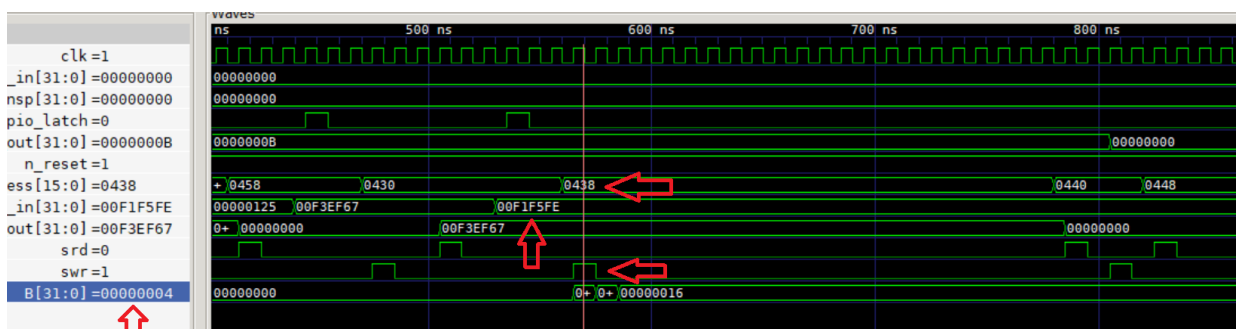 Waves
ns 500 ns 600 ns 700 ns 800 ns
clk=1
_in[31:0]=00000000 00000000
nsp[31:0]=00000000 00000000
pio_latch=0
out[31:0]=0000000B 0000000B 00000000
n_reset=1
ess[15:0]=0438 + 0458 0430 0438 0440 0448
_in[31:0]=00F1F5FE 00000125 00F3EF67 00F1F5FE
out[31:0]=00F3EF67 0+ 00000000 00F3EF67 00000000
srd=0
swr=1
B[31:0]=00000004 00000000 0+ 0+ 00000016